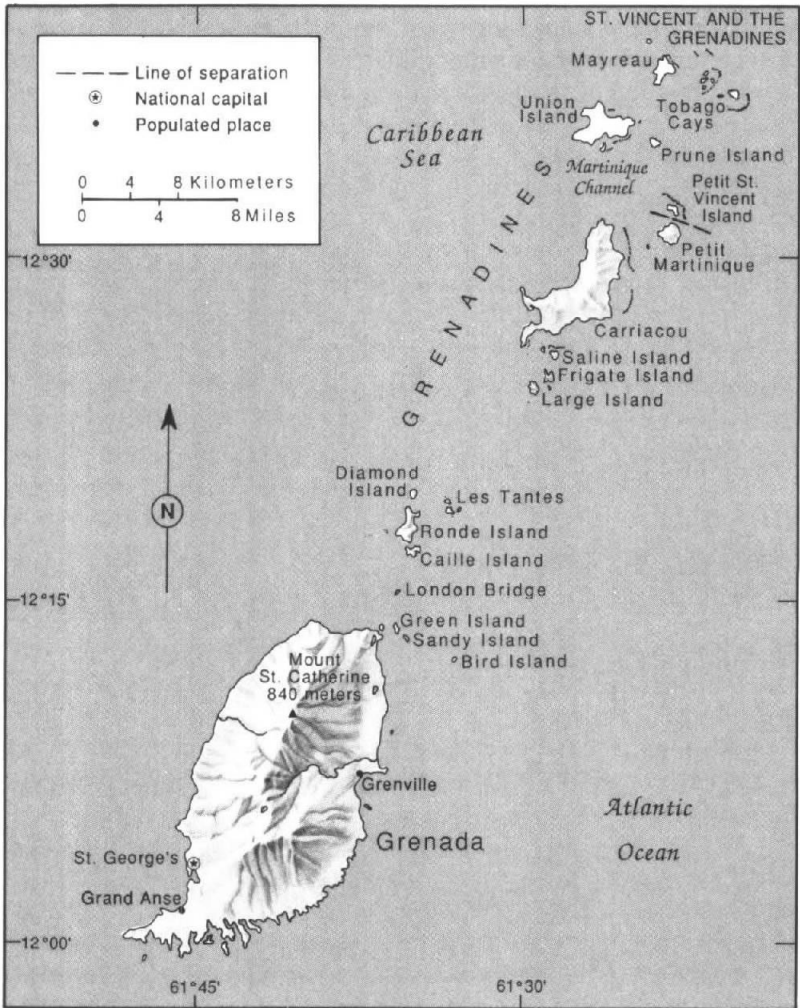 Line of separation
National capital
Populated place
0 4 8 Kilometers
0 4 8 Miles
ST. VINCENT AND THE
GRENADINES
Mayreau
Union
Island
Tobago
Cays
Caribbean
Sea
Prune Island
Martinique
Channel
Petit St.
Vincent
Island
Petit
Martinique
GRENADINES
12°30'
Carriacou
Saline Island
Frigate Island
Large Island
N
Diamond
Island
Les Tantes
Ronde Island
Caille Island
London Bridge
12°15'
Green Island
Sandy Island
Bird Island
Mount
St. Catherine
840 meters
Grenville
Grenada
Atlantic
Ocean
St. George's
Grand Anse
12°00'
61°45'
61°30'